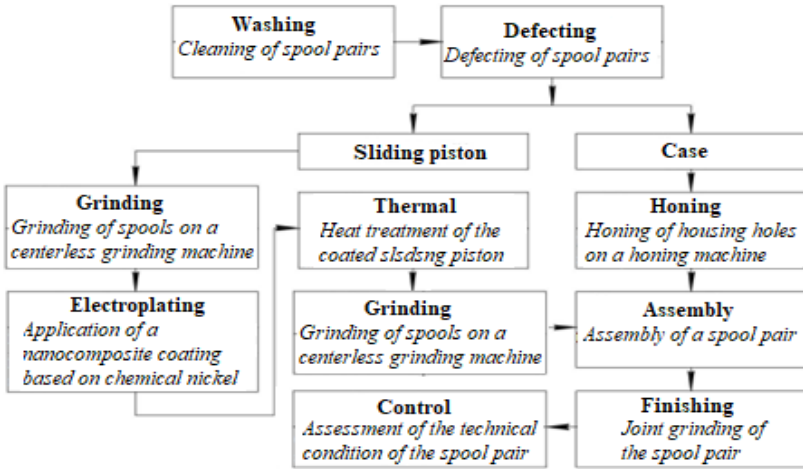 Washing
Cleaning of spool pairs
Defecting
Defecting of spool pairs
Sliding piston
Case
Grinding
Grinding of spools on a
centerless grinding machine
Thermal
Heat treatment of the
coated slsdsng piston
Honing
Honing of housing holes
on a honing machine
Electroplating
Application of a
nanocomposite coating
based on chemical nickel
Grinding
Grinding of spools on a
centerless grinding machine
Assembly
Assembly of a spool pair
Control
Assessment of the technical
condition of the spool pair
Finishing
Joint grinding of
the spool pair